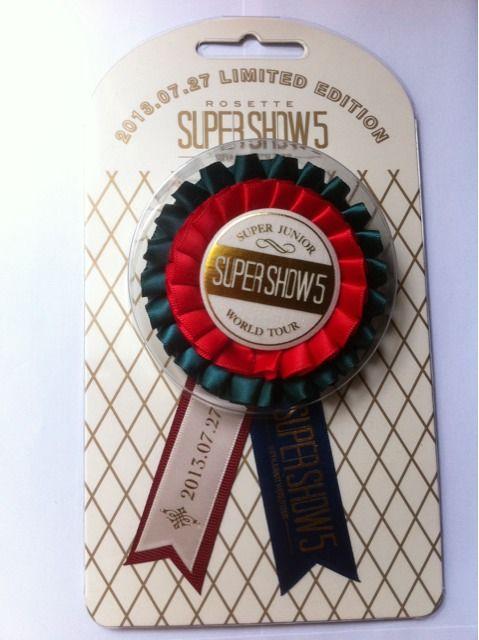 2013.07.27 LIMITED EDITION
ROSETTE
SUPER SHOW 5
SUPER JUNIOR
SUPER SHOW 5
WORLD TOUR
2013.07.27
SUPER SHOW 5